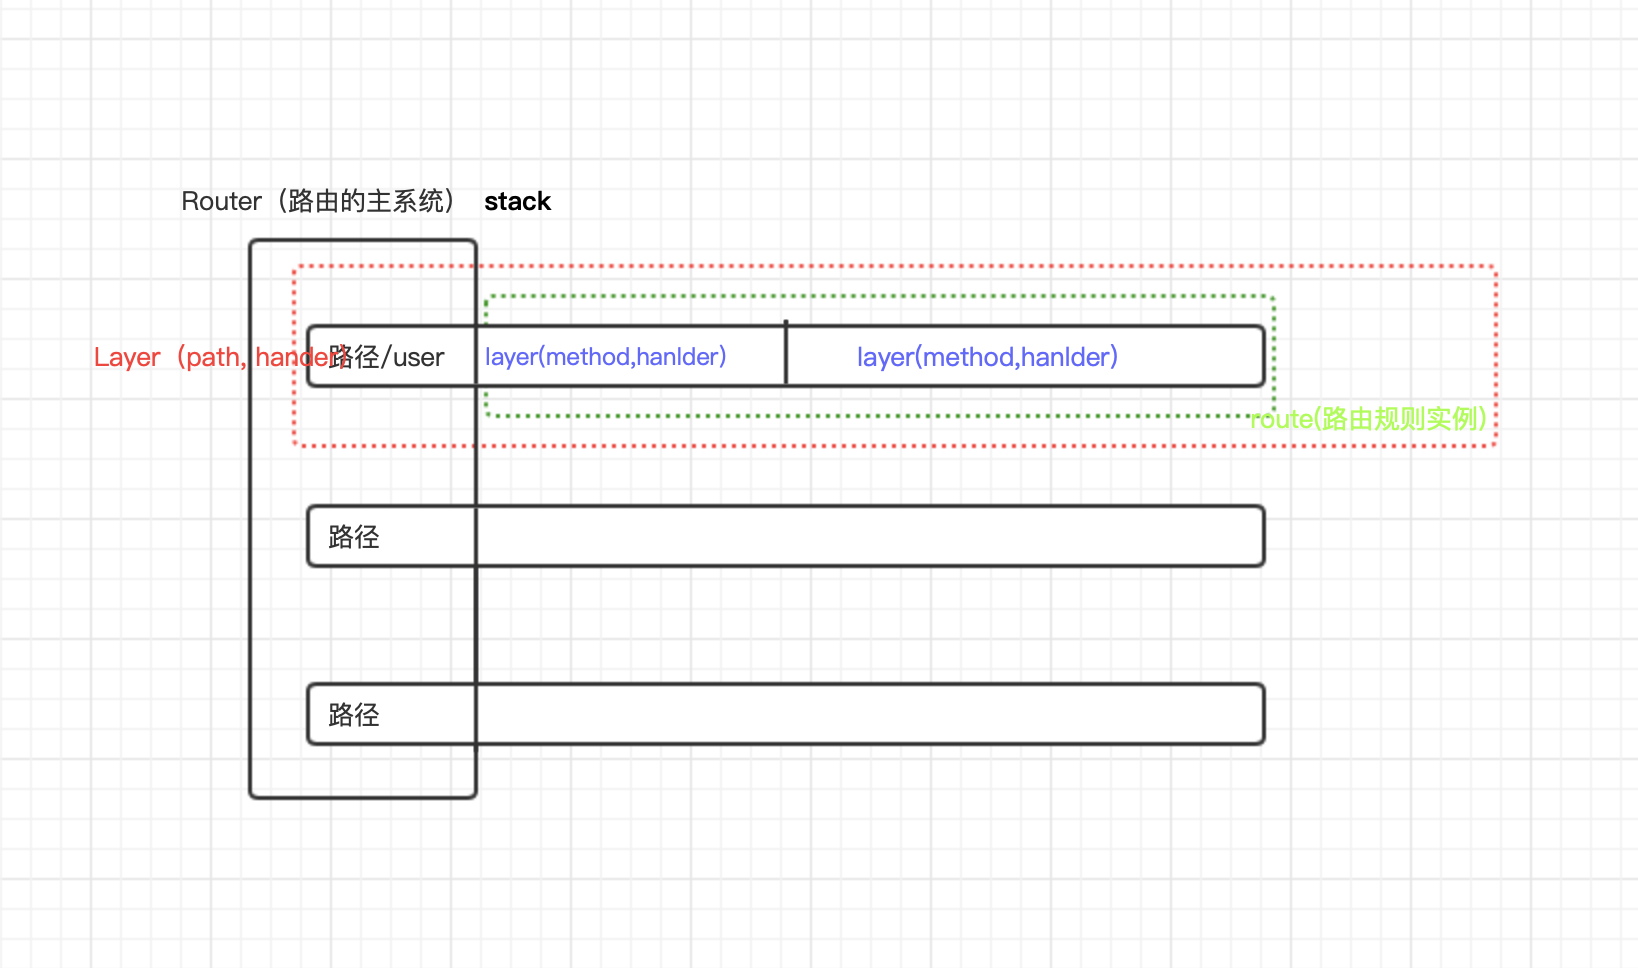 Router（路由的主系统） stack
Layer（path, hander）
路径/user
layer(method,hanlder)
layer(method,hanlder)
route(路由规则实例)
路径
路径